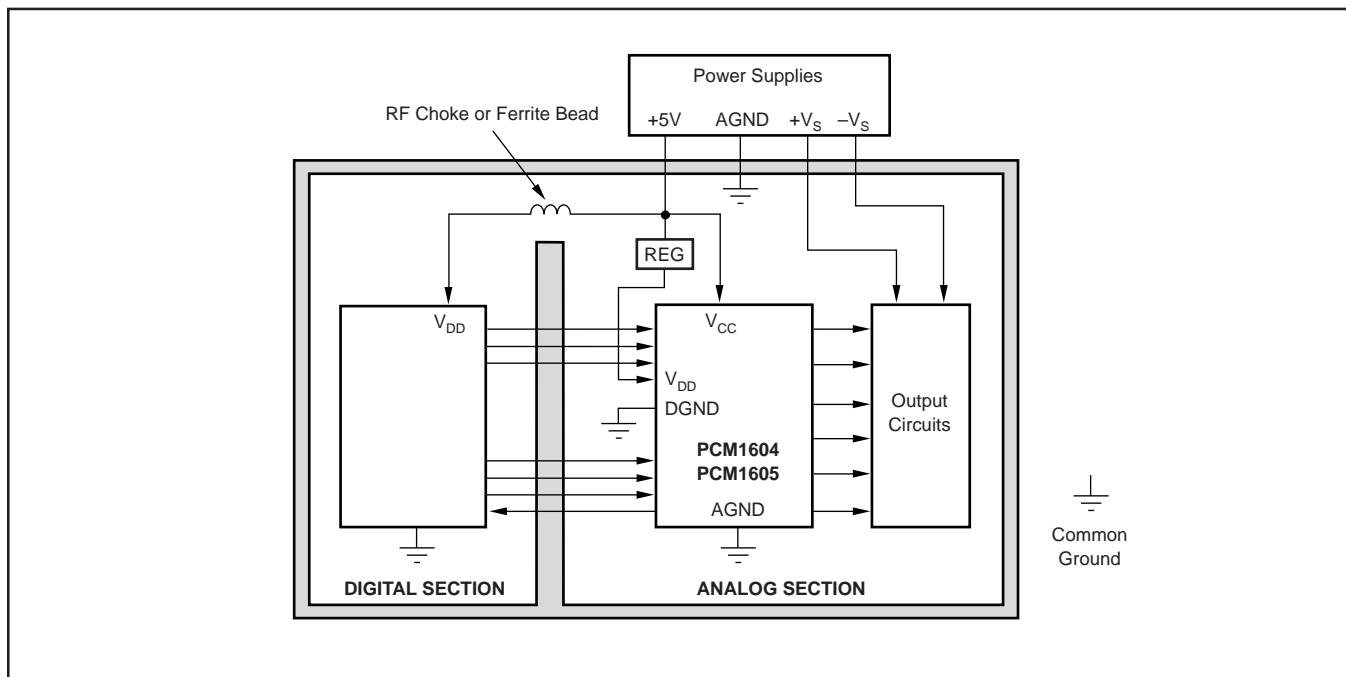 Power Supplies
RF Choke or Ferrite Bead
+5V AGND +VS –VS
REG
VDD
VCC
VDD
DGND
Output
Circuits
PCM1604
PCM1605
AGND
Common
Ground
DIGITAL SECTION
ANALOG SECTION